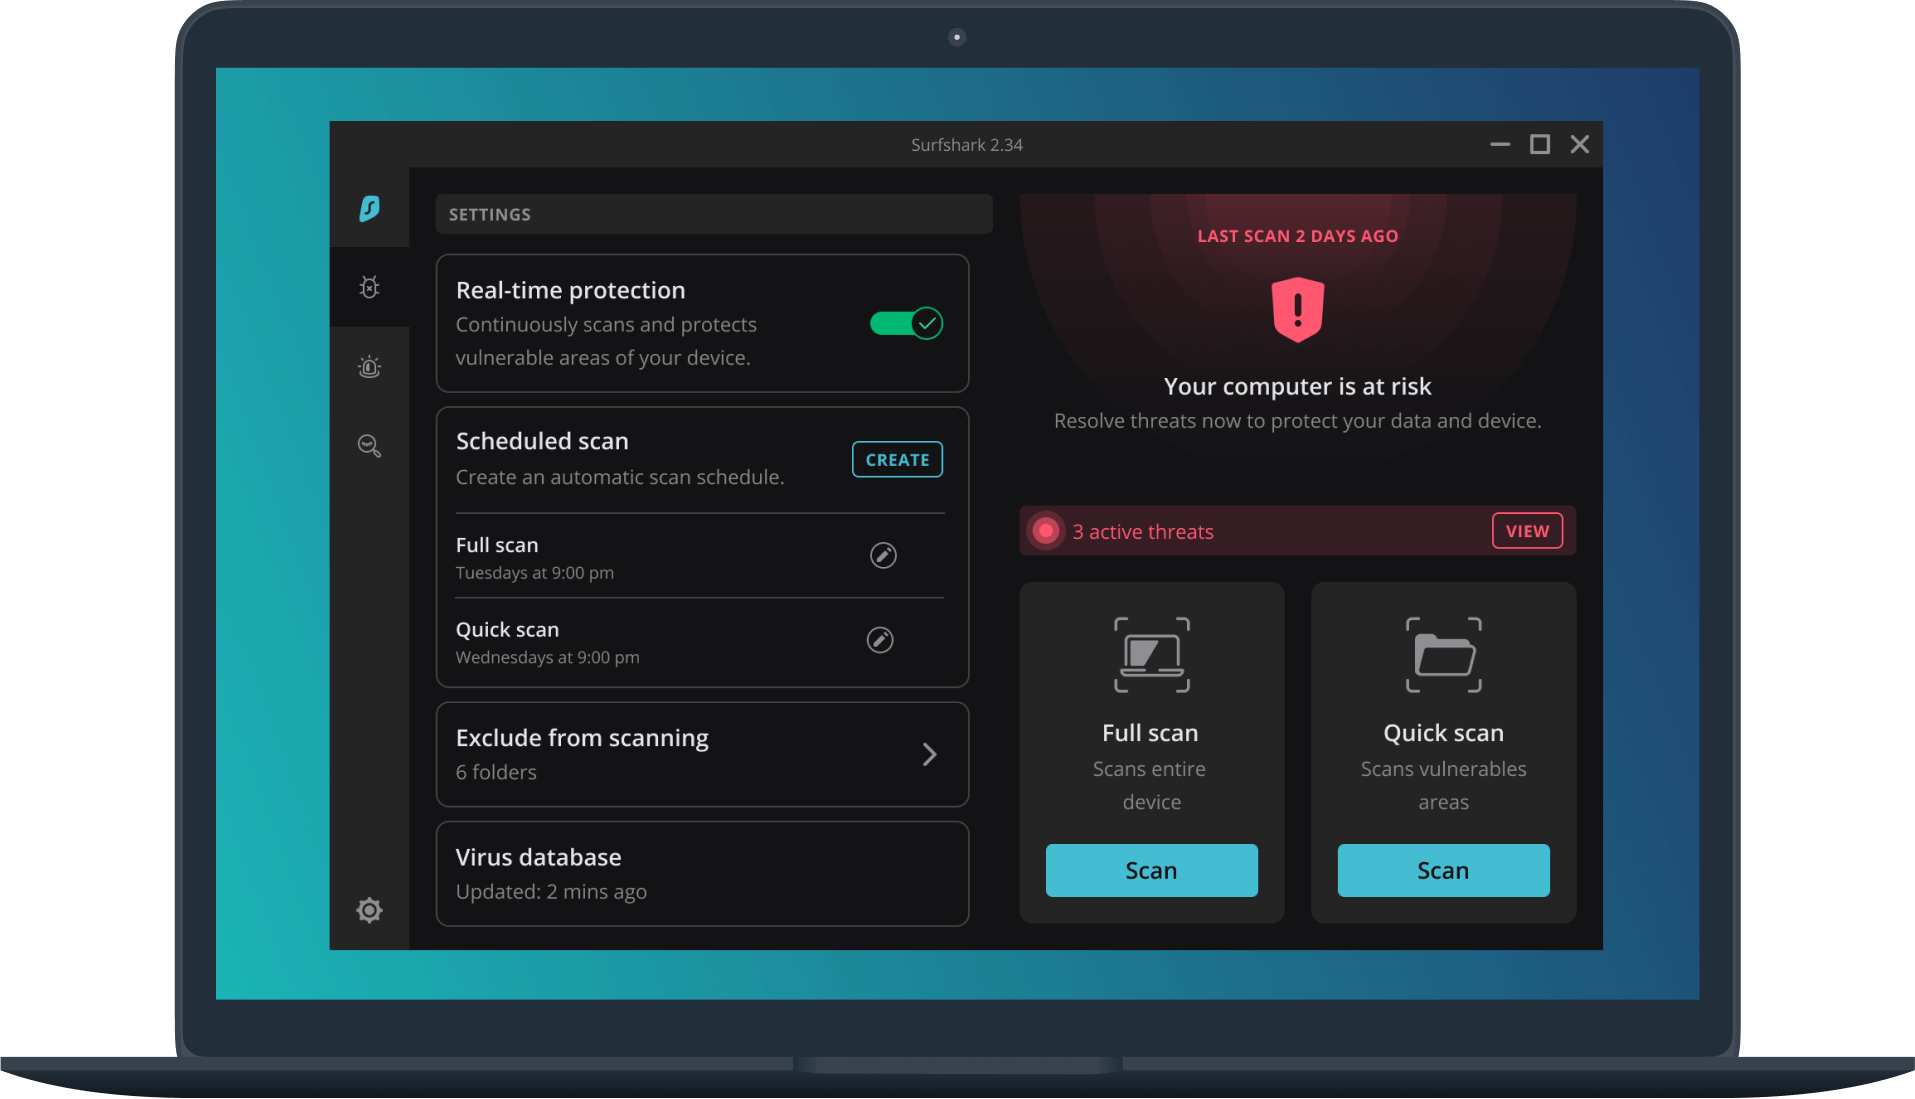 Surfshark 2.34
SETTINGS
Real-time protection
Continuously scans and protects
vulnerable areas of your device.
Scheduled scan
Create an automatic scan schedule.
CREATE
Full scan
Tuesdays at 9:00 pm
Quick scan
Wednesdays at 9:00 pm
Exclude from scanning
6 folders
Virus database
Updated: 2 mins ago
LAST SCAN 2 DAYS AGO
Your computer is at risk
Resolve threats now to protect your data and device.
3 active threats
VIEW
Full scan
Scans entire
device
Scan
Quick scan
Scans vulnerables
areas
Scan